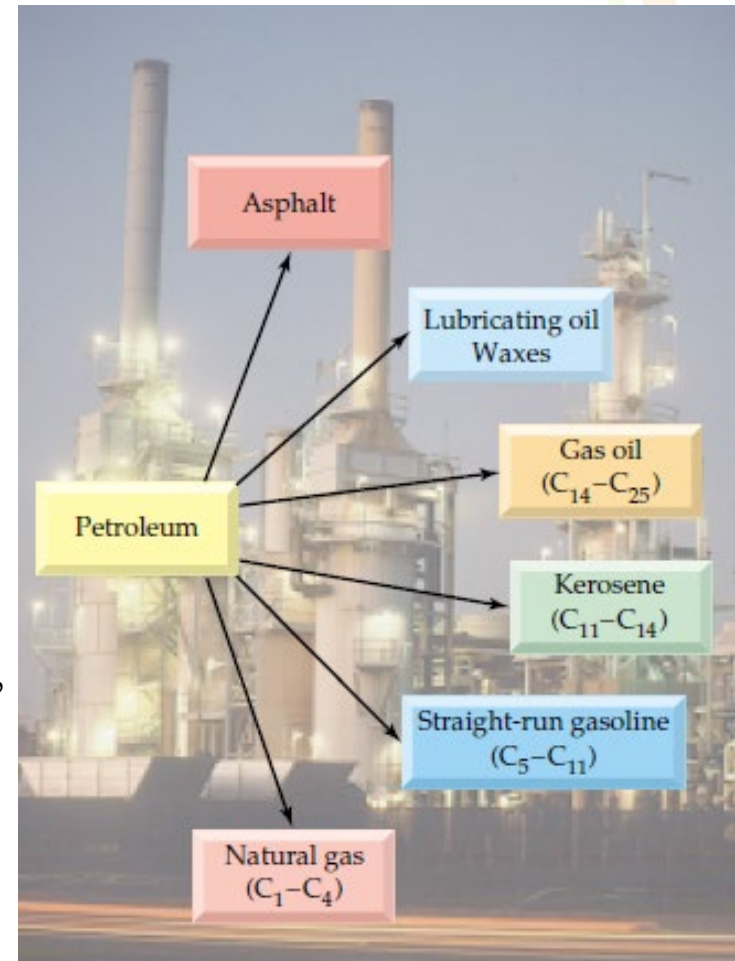 Asphalt
Lubricating oil
Waxes
Gas oil
(C₁₄–C₂₅)
Petroleum
Kerosene
(C₁₁–C₁₄)
Straight-run gasoline
(C₅–C₁₁)
Natural gas
(C₁–C₄)